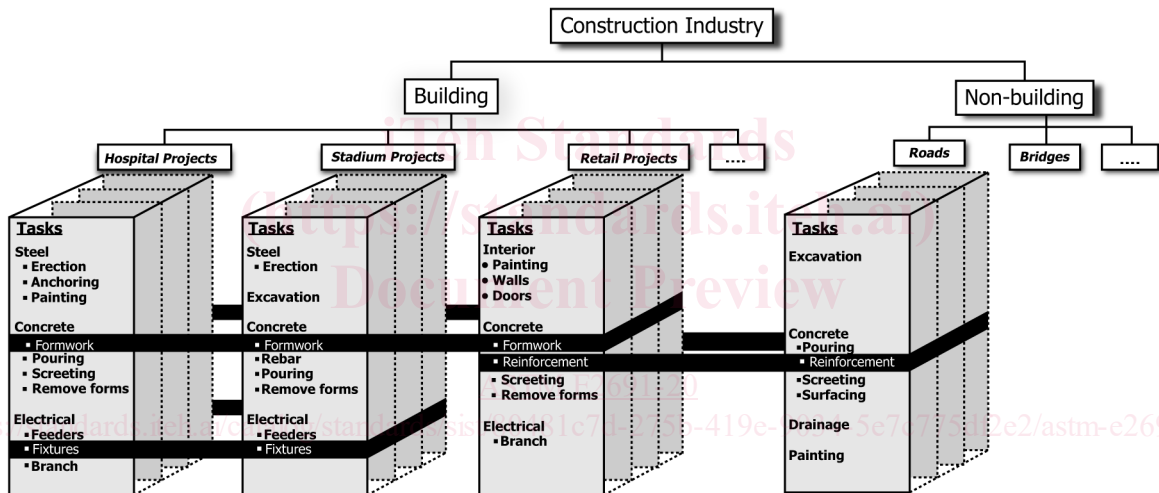 Construction Industry
Building
Non-building
Hospital Projects
Stadium Projects
Retail Projects
....
Roads
Bridges
....
Tasks
Steel
▪ Erection
▪ Anchoring
▪ Painting
Concrete
▪ Formwork
▪ Pouring
▪ Screeting
▪ Remove forms
Electrical
▪ Feeders
▪ Fixtures
▪ Branch
Tasks
Steel
▪ Erection
Excavation
Concrete
▪ Formwork
▪ Rebar
▪ Pouring
▪ Remove forms
Electrical
▪ Feeders
▪ Fixtures
Tasks
Interior
● Painting
● Walls
● Doors
Concrete
▪ Formwork
▪ Reinforcement
▪ Screeting
▪ Remove forms
Electrical
▪ Branch
Tasks
Excavation
Concrete
▪ Pouring
▪ Reinforcement
▪ Screeting
▪ Surfacing
Drainage
Painting
iTeh Standards
(https://standards.iteh.ai)
Document Preview